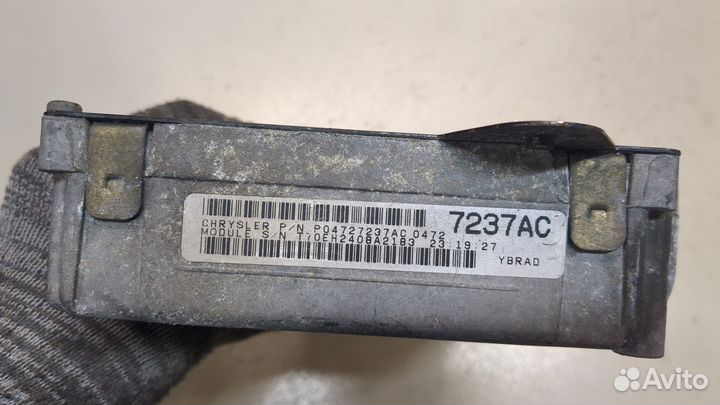 CHRYSLER P/N P04727237AC 0472 7237AC
MODULE S/N T70EH2408A2183 23:19:27
YBRAD
Avito